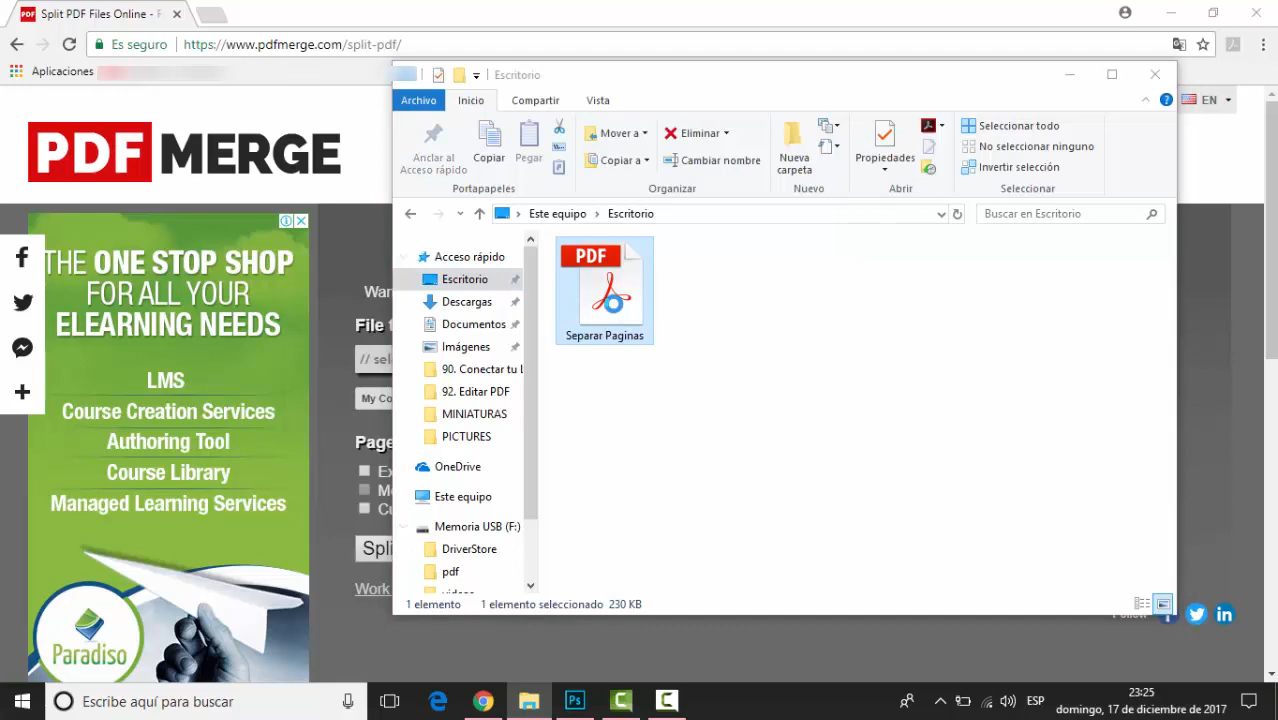 Split PDF Files Online - F
Es seguro
https://www.pdfmerge.com/split-pdf/
Aplicaciones
PDF MERGE
EN
THE ONE STOP SHOP
FOR ALL YOUR
ELEARNING NEEDS
LMS
Course Creation Services
Authoring Tool
Course Library
Managed Learning Services
Paradiso
File
// sele
My Co
Page
Split
Work
Escritorio
Archivo
Inicio
Compartir
Vista
Anclar al
Acceso rápido
Copiar
Pegar
Portapapeles
Mover a
Copiar a
Eliminar
Cambiar nombre
Organizar
Nueva
carpeta
Nuevo
Propiedades
Abrir
Seleccionar todo
No seleccionar ninguno
Invertir selección
Seleccionar
Este equipo > Escritorio
Buscar en Escritorio
Acceso rápido
Escritorio
Descargas
Documentos
Imágenes
90. Conectar tu L
92. Editar PDF
MINIATURAS
PICTURES
OneDrive
Este equipo
Memoria USB (F:)
DriverStore
pdf
videos
PDF
Separar Paginas
1 elemento
1 elemento seleccionado 230 KB
Follow
Escribe aquí para buscar
Ps
ESP
23:25
domingo, 17 de diciembre de 2017